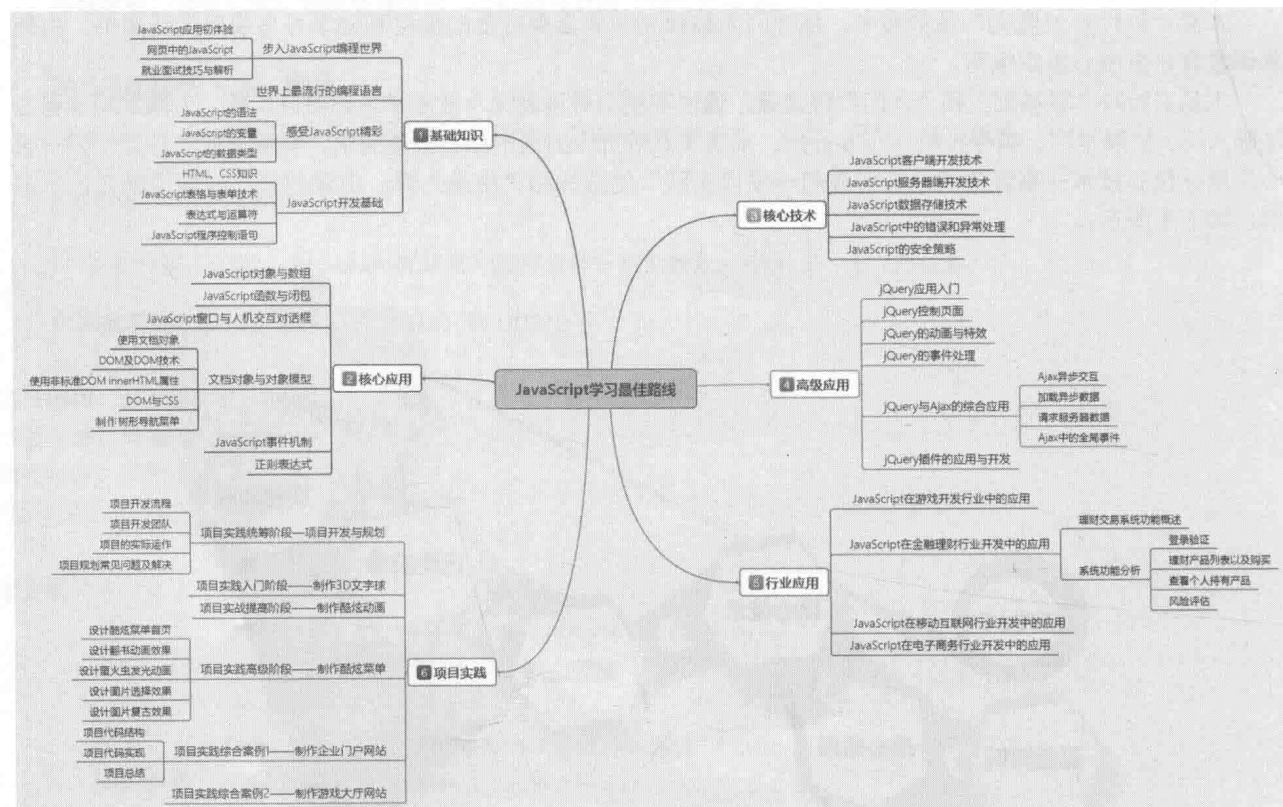 JavaScript学习最佳路线
1 基础知识
步入JavaScript编程世界
JavaScript应用初体验
网页中的JavaScript
就业面试技巧与解析
世界上最流行的编程语言
感受JavaScript精彩
JavaScript的语法
JavaScript的变量
JavaScript的数据类型
JavaScript开发基础
HTML、CSS知识
JavaScript表格与表单技术
表达式与运算符
JavaScript程序控制语句
2 核心应用
JavaScript对象与数组
JavaScript函数与闭包
JavaScript窗口与人机交互对话框
文档对象与对象模型
使用文档对象
DOM及DOM技术
使用非标准DOM innerHTML属性
DOM与CSS
制作树形导航菜单
JavaScript事件机制
正则表达式
3 核心技术
JavaScript客户端开发技术
JavaScript服务器端开发技术
JavaScript数据存储技术
JavaScript中的错误和异常处理
JavaScript的安全策略
4 高级应用
jQuery应用入门
jQuery控制页面
jQuery的动画与特效
jQuery的事件处理
jQuery与Ajax的综合应用
Ajax异步交互
加载异步数据
请求服务器数据
Ajax中的全局事件
jQuery插件的应用与开发
5 行业应用
JavaScript在游戏开发行业中的应用
JavaScript在金融理财行业开发中的应用
理财交易系统功能概述
系统功能分析
登录验证
理财产品列表以及购买
查看个人持有产品
风险评估
JavaScript在移动互联网行业开发中的应用
JavaScript在电子商务行业开发中的应用
6 项目实践
项目实践统筹阶段—项目开发与规划
项目开发流程
项目开发团队
项目的实际运作
项目规划常见问题及解决
项目实践入门阶段——制作3D文字球
项目实战提高阶段——制作酷炫动画
项目实践高级阶段——制作酷炫菜单
设计酷炫菜单首页
设计翻书动画效果
设计萤火虫发光动画
设计图片选择效果
设计图片复古效果
项目实践综合案例1——制作企业门户网站
项目代码结构
项目代码实现
项目总结
项目实践综合案例2——制作游戏大厅网站